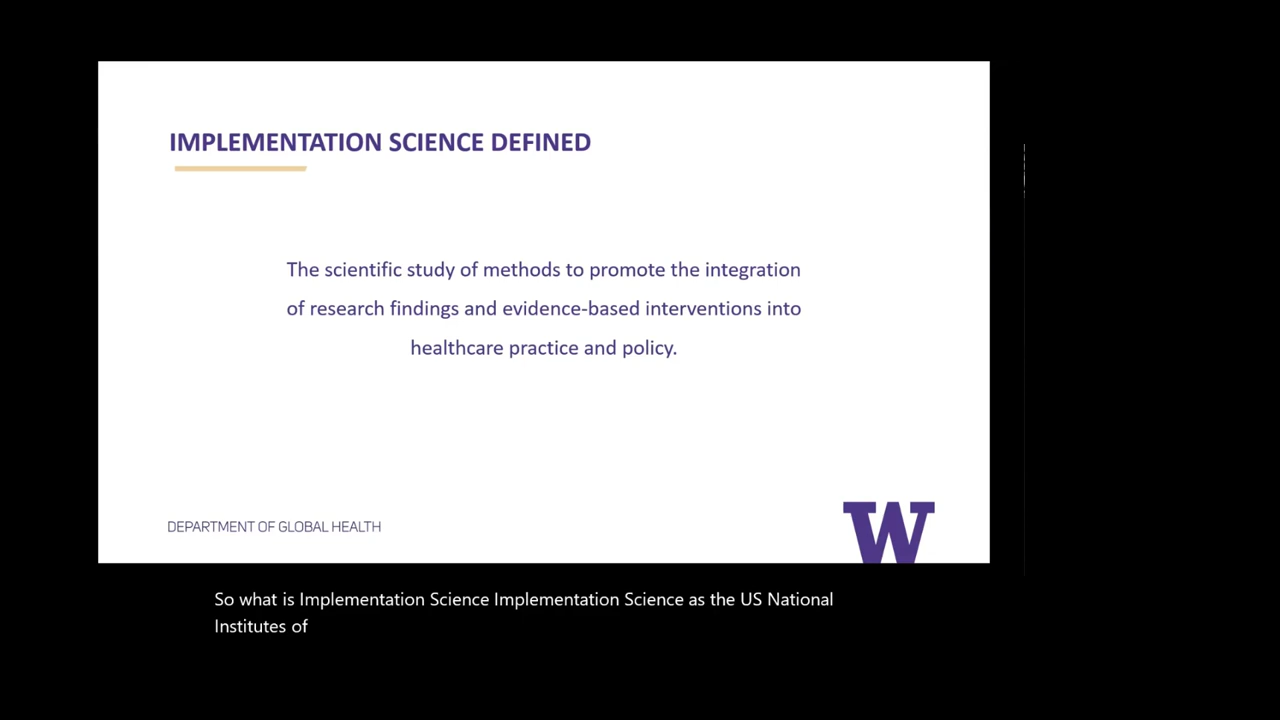 IMPLEMENTATION SCIENCE DEFINED
The scientific study of methods to promote the integration
of research findings and evidence-based interventions into
healthcare practice and policy.
DEPARTMENT OF GLOBAL HEALTH
W
So what is Implementation Science Implementation Science as the US National
Institutes of